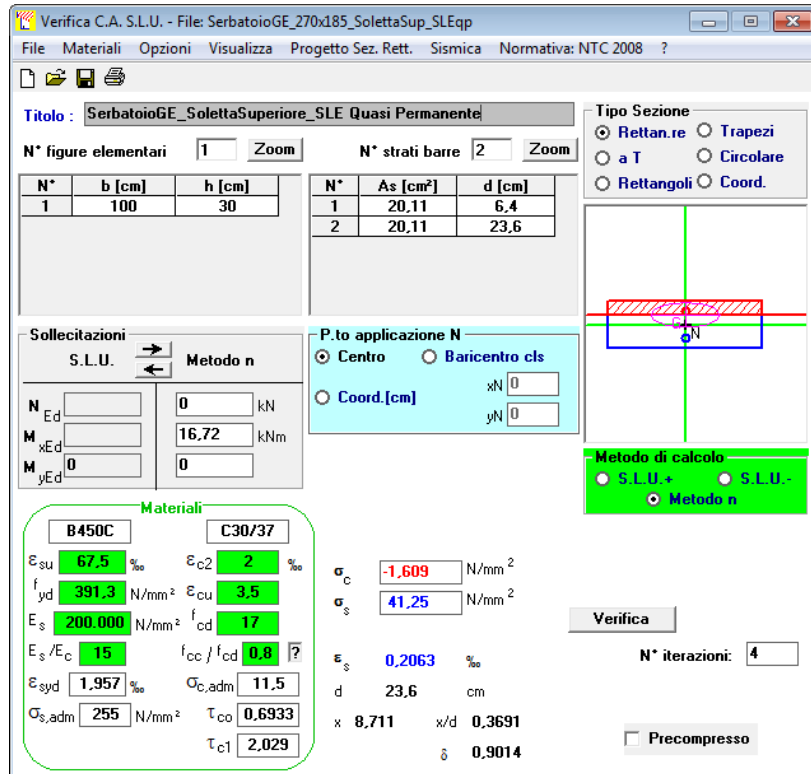 Verifica C.A. S.L.U. - File: SerbatoioGE_270x185_SolettaSup_SLEqp
File Materiali Opzioni Visualizza Progetto Sez. Rett. Sismica Normativa: NTC 2008 ?
Titolo : SerbatoioGE_SolettaSuperiore_SLE Quasi Permanente
N° figure elementari 1 Zoom N° strati barre 2 Zoom
N° b [cm] h [cm]
1 100 30
N° As [cm²] d [cm]
1 20,11 6,4
2 20,11 23,6
Tipo Sezione
Rettan.re Trapezi
a T Circolare
Rettangoli Coord.
G N
Sollecitazioni
S.L.U. Metodo n
N Ed 0 kN
M xEd 16,72 kNm
M yEd 0 0
P.to applicazione N
Centro Baricentro cls
Coord.[cm] xN 0
yN 0
Metodo di calcolo
S.L.U.+ S.L.U.-
Metodo n
Materiali
B450C C30/37
εsu 67,5 ‰ εc2 2 ‰
fyd 391,3 N/mm² εcu 3,5
Es 200.000 N/mm² fcd 17
Es/Ec 15 fcc / fcd 0,8 ?
εsyd 1,957 ‰ σc,adm 11,5
σs,adm 255 N/mm² τco 0,6933
τc1 2,029
σc -1,609 N/mm²
σs 41,25 N/mm²
εs 0,2063 ‰
d 23,6 cm
x 8,711 x/d 0,3691
δ 0,9014
Verifica
N° iterazioni: 4
Precompresso